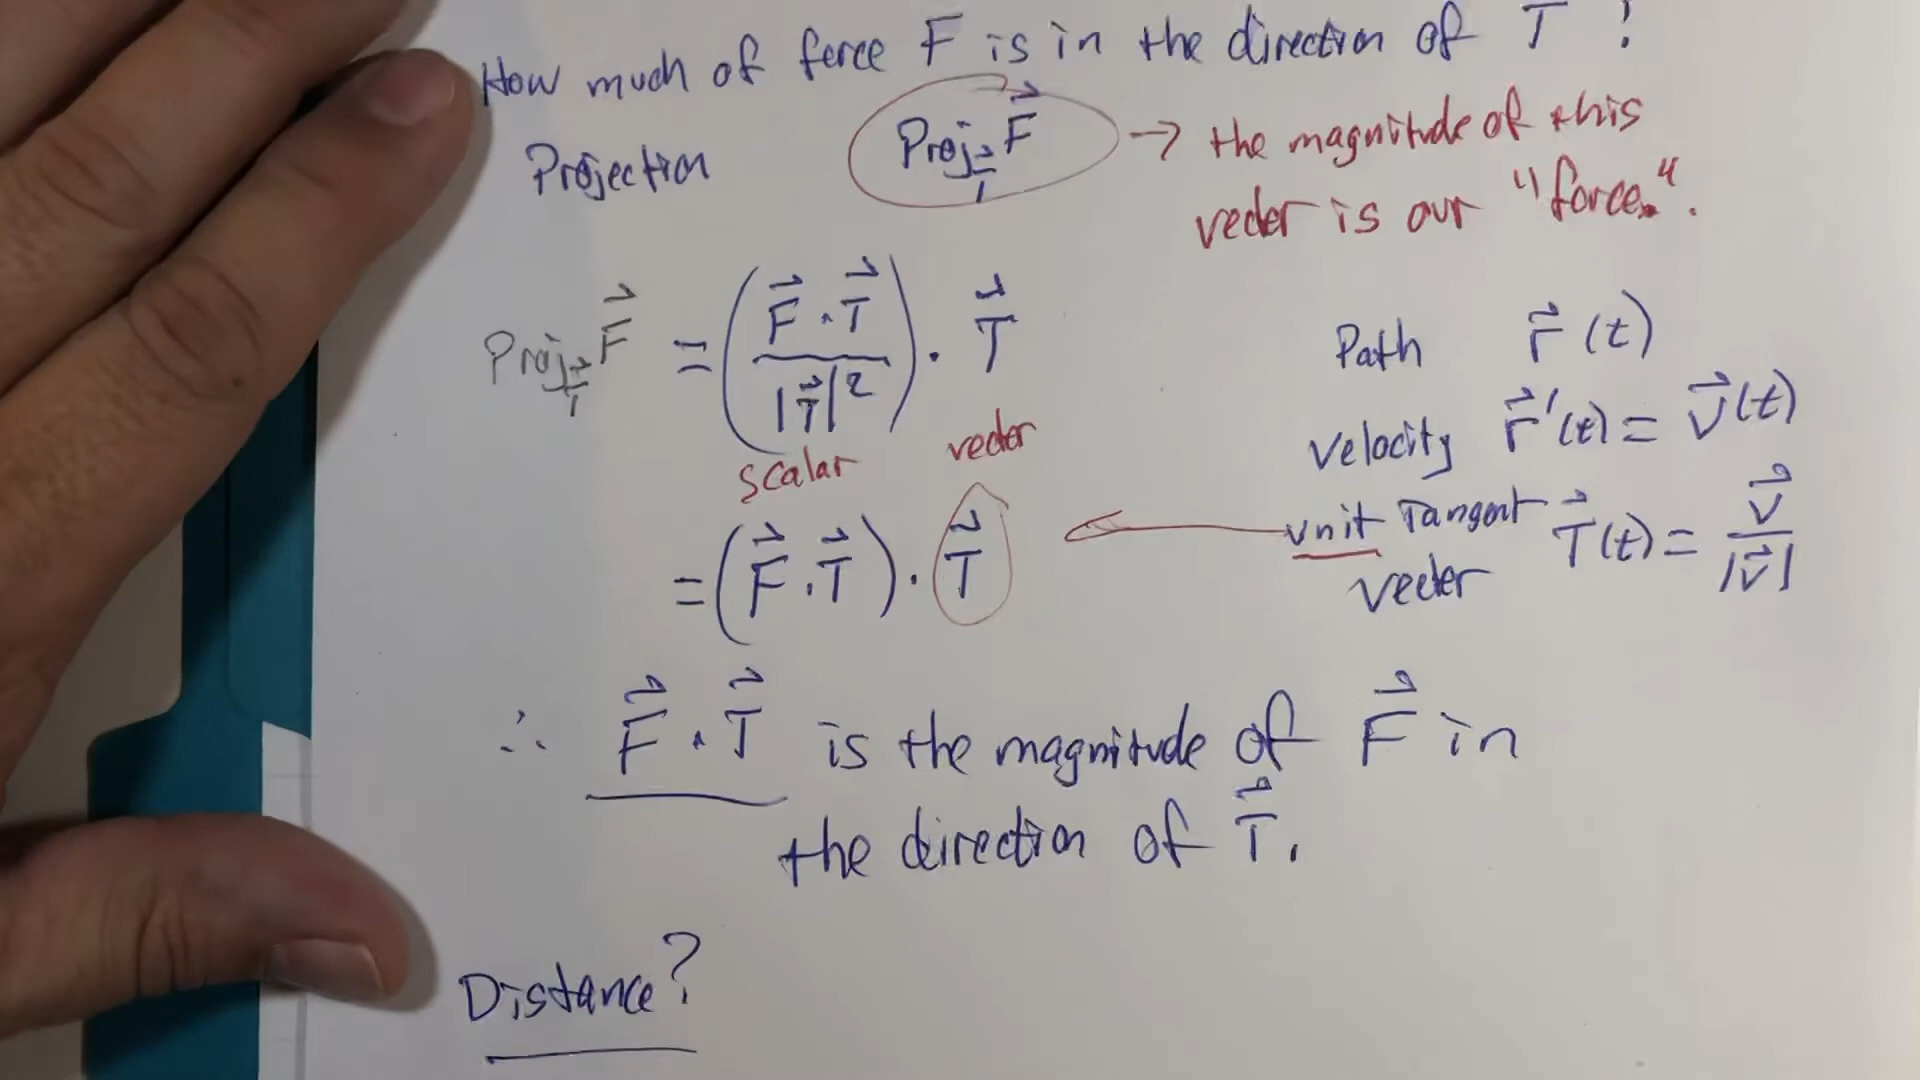 How much of force F is in the direction of T ?
Projection Proj_T⃗ F⃗ → the magnitude of this
vector is our "force.".
Proj_T⃗ F⃗ = (F⃗ · T⃗ / |T⃗|²) · T⃗
scalar vector
= (F⃗ · T⃗) · T⃗
Path r⃗(t)
velocity r⃗′(t) = v⃗(t)
unit Tangent T⃗(t) = v⃗ / |v⃗|
vector
∴ F⃗ · T⃗ is the magnitude of F⃗ in
the direction of T⃗.
Distance?